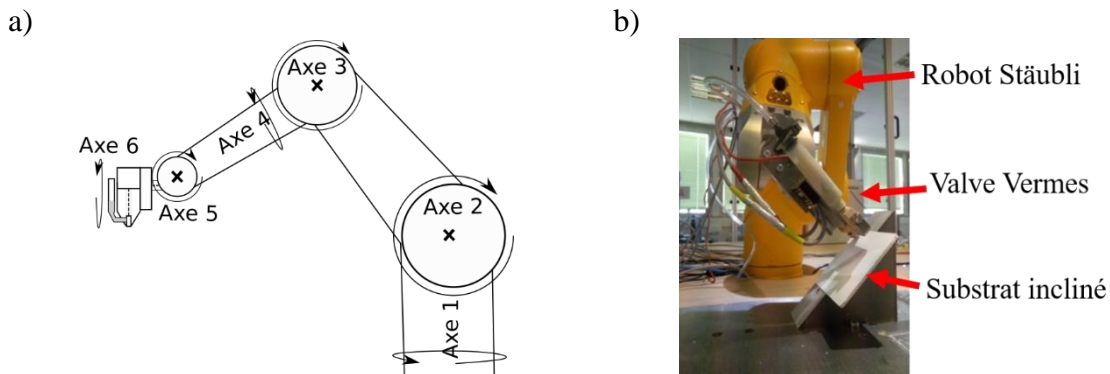 a)
b)
Axe 3
Axe 4
Axe 6
Axe 5
Axe 2
Axe 1
Robot Stäubli
Valve Vermes
Substrat incliné